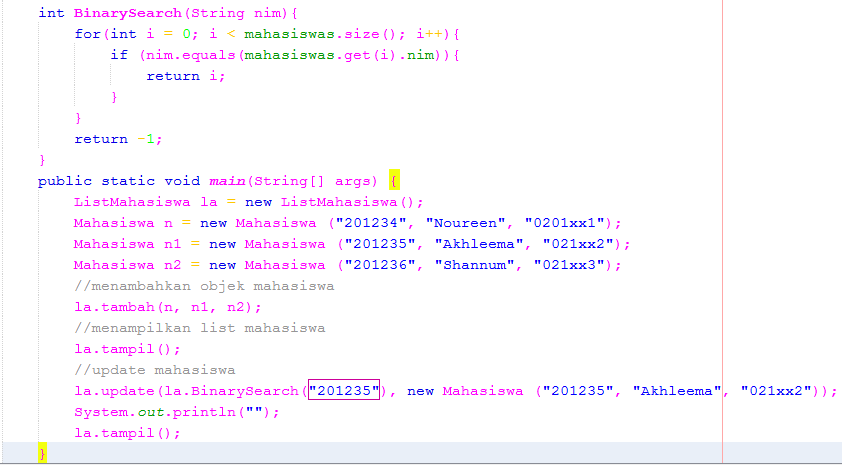 int BinarySearch(String nim){
for(int i = 0; i < mahasiswas.size(); i++){
if (nim.equals(mahasiswas.get(i).nim)){
return i;
}
}
return -1;
}
public static void main(String[] args) {
ListMahasiswa la = new ListMahasiswa();
Mahasiswa n = new Mahasiswa ("201234", "Noureen", "0201xx1");
Mahasiswa n1 = new Mahasiswa ("201235", "Akhleema", "021xx2");
Mahasiswa n2 = new Mahasiswa ("201236", "Shannum", "021xx3");
//menambahkan objek mahasiswa
la.tambah(n, n1, n2);
//menampilkan list mahasiswa
la.tampil();
//update mahasiswa
la.update(la.BinarySearch("201235"), new Mahasiswa ("201235", "Akhleema", "021xx2"));
System.out.println("");
la.tampil();
}